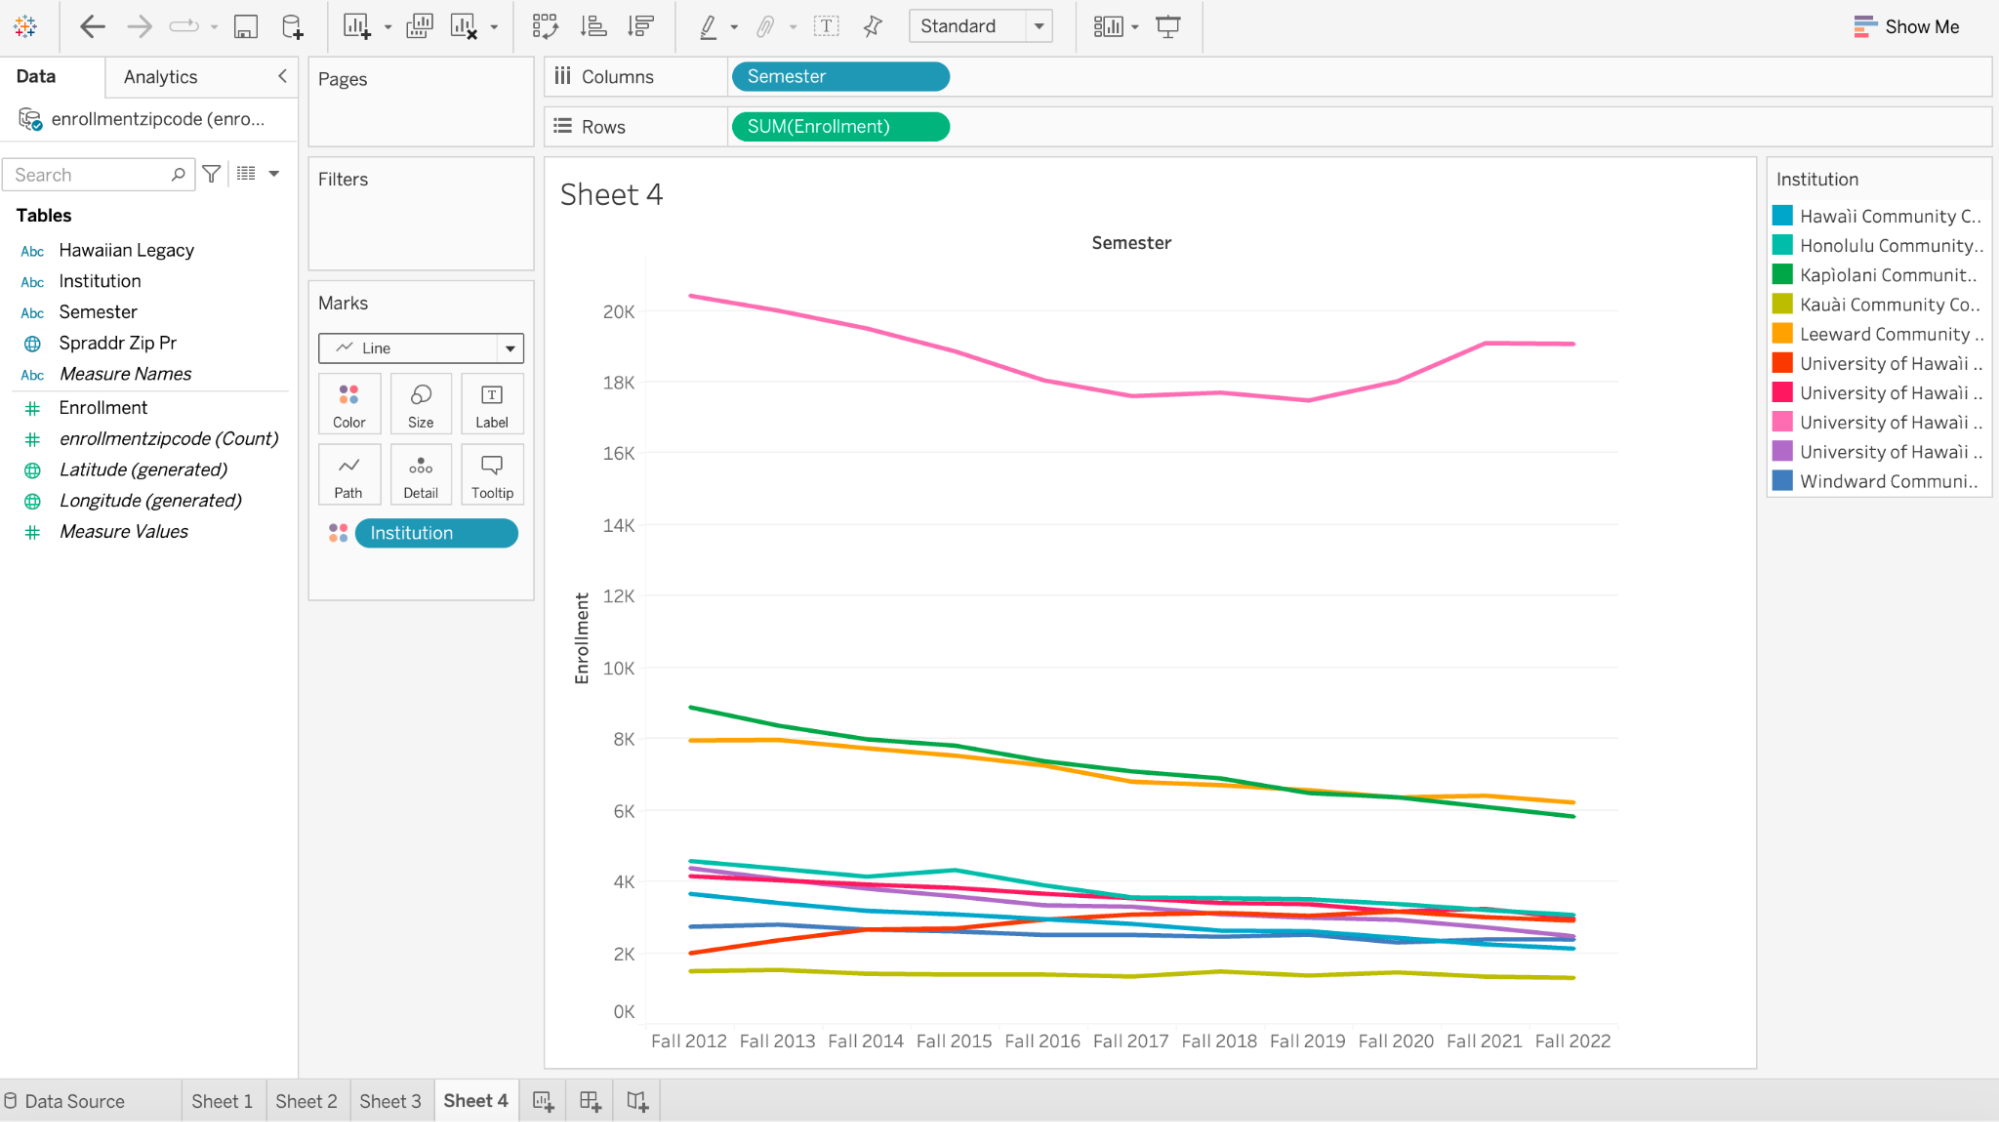 Standard
Show Me
Data
Analytics
enrollmentzipcode (enro...
Search
Tables
Abc Hawaiian Legacy
Abc Institution
Abc Semester
Spraddr Zip Pr
Abc Measure Names
Enrollment
enrollmentzipcode (Count)
Latitude (generated)
Longitude (generated)
Measure Values
Pages
Filters
Marks
Line
Color
Size
Label
Path
Detail
Tooltip
Institution
Columns
Semester
Rows
SUM(Enrollment)
Sheet 4
Semester
Enrollment
20K
18K
16K
14K
12K
10K
8K
6K
4K
2K
0K
Fall 2012 Fall 2013 Fall 2014 Fall 2015 Fall 2016 Fall 2017 Fall 2018 Fall 2019 Fall 2020 Fall 2021 Fall 2022
Institution
Hawaìi Community C..
Honolulu Community..
Kapìolani Communit..
Kauài Community Co..
Leeward Community ..
University of Hawaìi ..
University of Hawaìi ..
University of Hawaìi ..
University of Hawaìi ..
Windward Communi..
Data Source
Sheet 1
Sheet 2
Sheet 3
Sheet 4